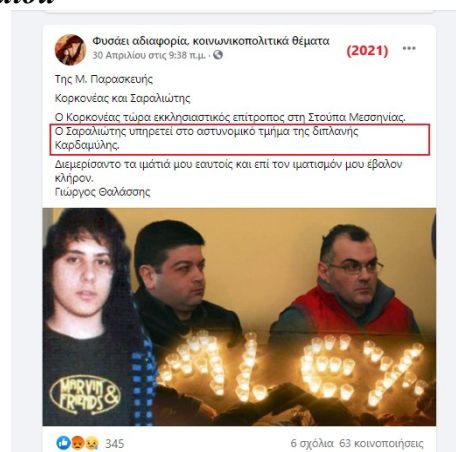 Φυσάει αδιαφορία, κοινωνικοπολιτικά θέματα
30 Απριλίου στις 9:38 π.μ. ·
(2021)
Της Μ. Παρασκευής
Κορκονέας και Σαραλιώτης
Ο Κορκονέας τώρα εκκλησιαστικός επίτροπος στη Στούπα Μεσσηνίας.
Ο Σαραλιώτης υπηρετεί στο αστυνομικό τμήμα της διπλανής
Καρδαμύλης.
Διεμερίσαντο τα ιμάτιά μου εαυτοίς και επί τον ιματισμόν μου έβαλον
κλήρον.
Γιώργος Θαλάσσης
MARVIN
&
FRIENDS
ALEX
345
6 σχόλια 63 κοινοποιήσεις